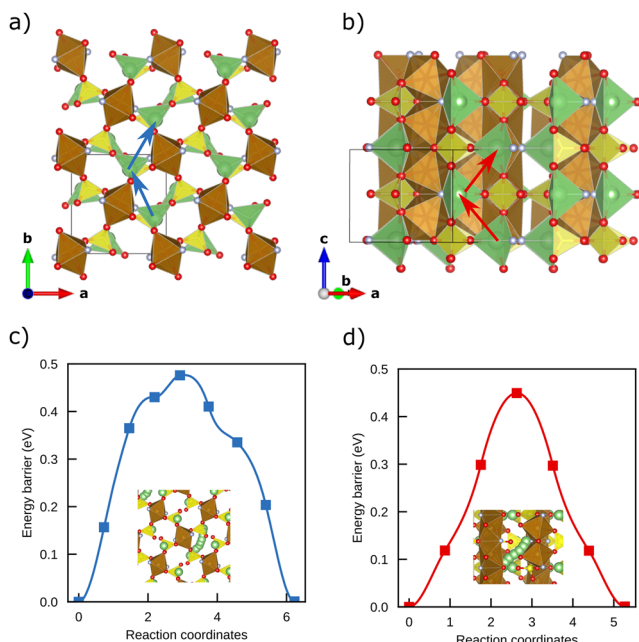 a)
b)
b
a
c
b
a
c)
d)
0.5
0.4
0.3
0.2
0.1
0.0
Energy barrier (eV)
0
2
4
6
Reaction coordinates
0.5
0.4
0.3
0.2
0.1
0.0
Energy barrier (eV)
0
1
2
3
4
5
Reaction coordinates